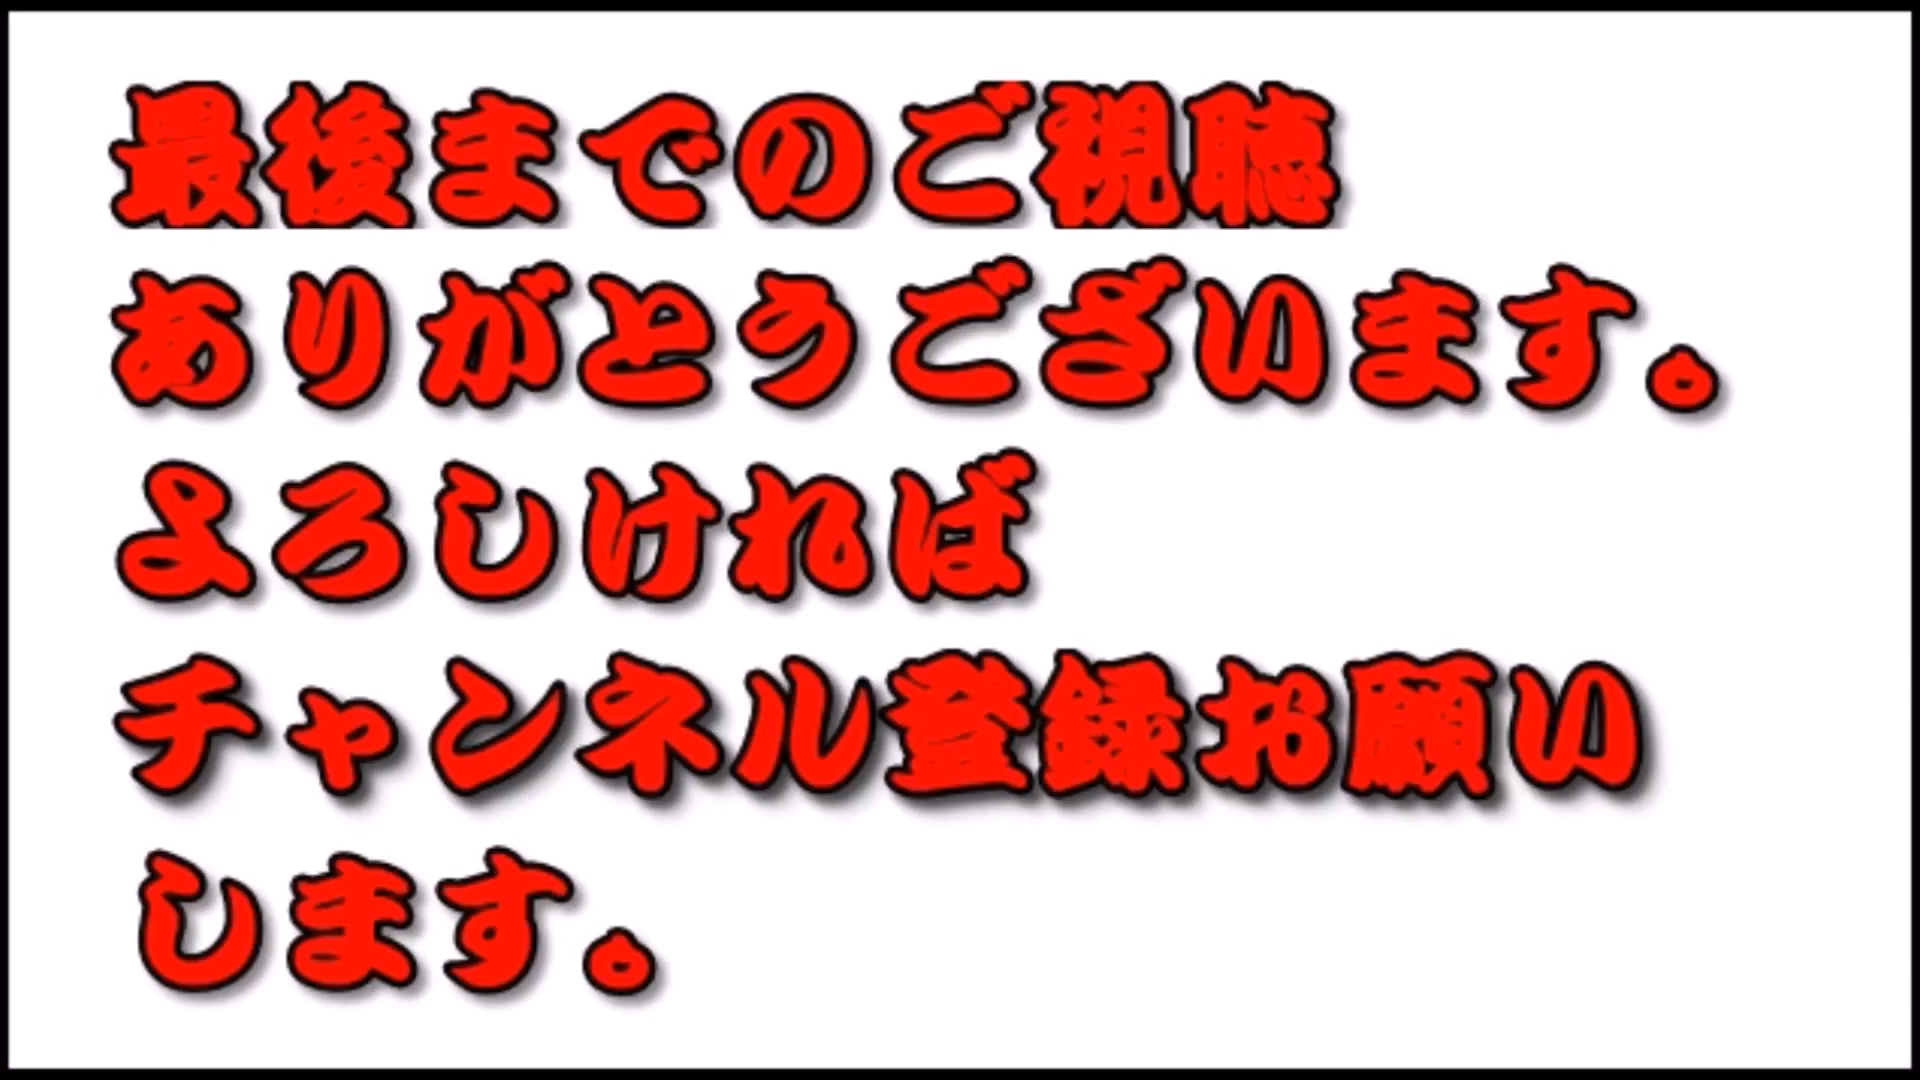 最後までのご視聴
ありがとうございます。
よろしければ
チャンネル登録お願い
します。